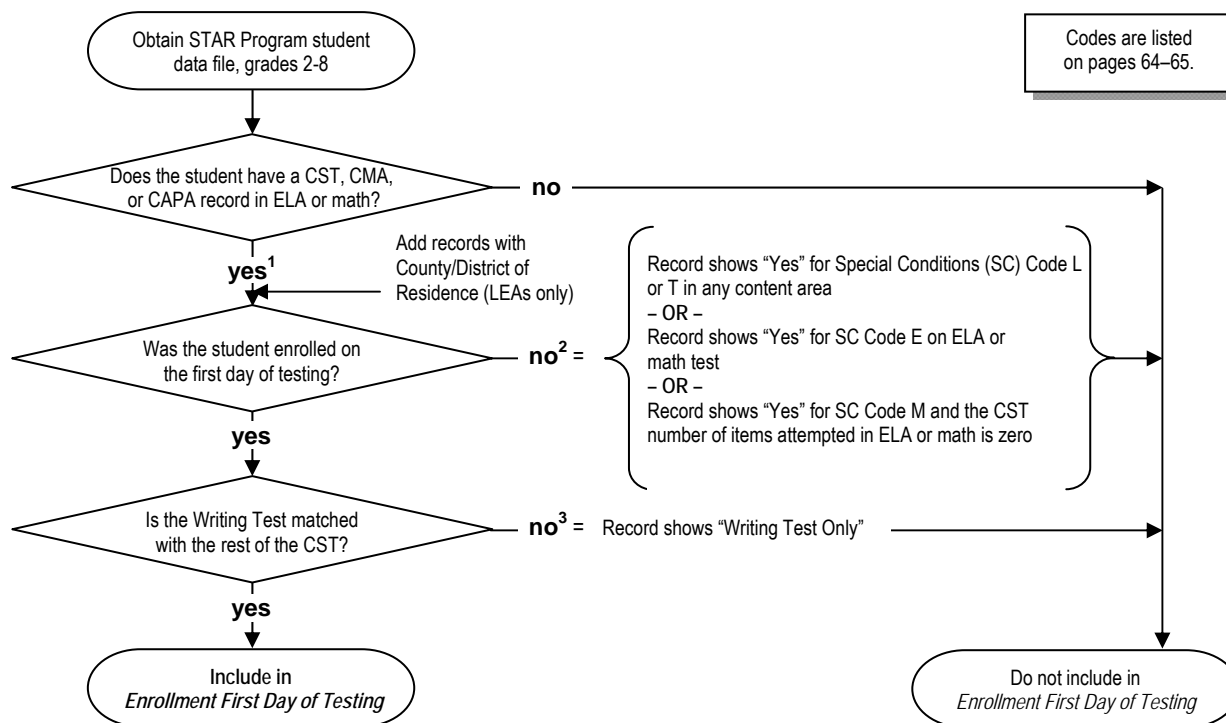 Obtain STAR Program student
data file, grades 2-8
Codes are listed
on pages 64–65.
Does the student have a CST, CMA,
or CAPA record in ELA or math?
no
yes¹
Add records with
County/District of
Residence (LEAs only)
Was the student enrolled on
the first day of testing?
no² =
Record shows “Yes” for Special Conditions (SC) Code L
or T in any content area
– OR –
Record shows “Yes” for SC Code E on ELA or
math test
– OR –
Record shows “Yes” for SC Code M and the CST
number of items attempted in ELA or math is zero
yes
Is the Writing Test matched
with the rest of the CST?
no³ =
Record shows “Writing Test Only”
yes
Include in
Enrollment First Day of Testing
Do not include in
Enrollment First Day of Testing